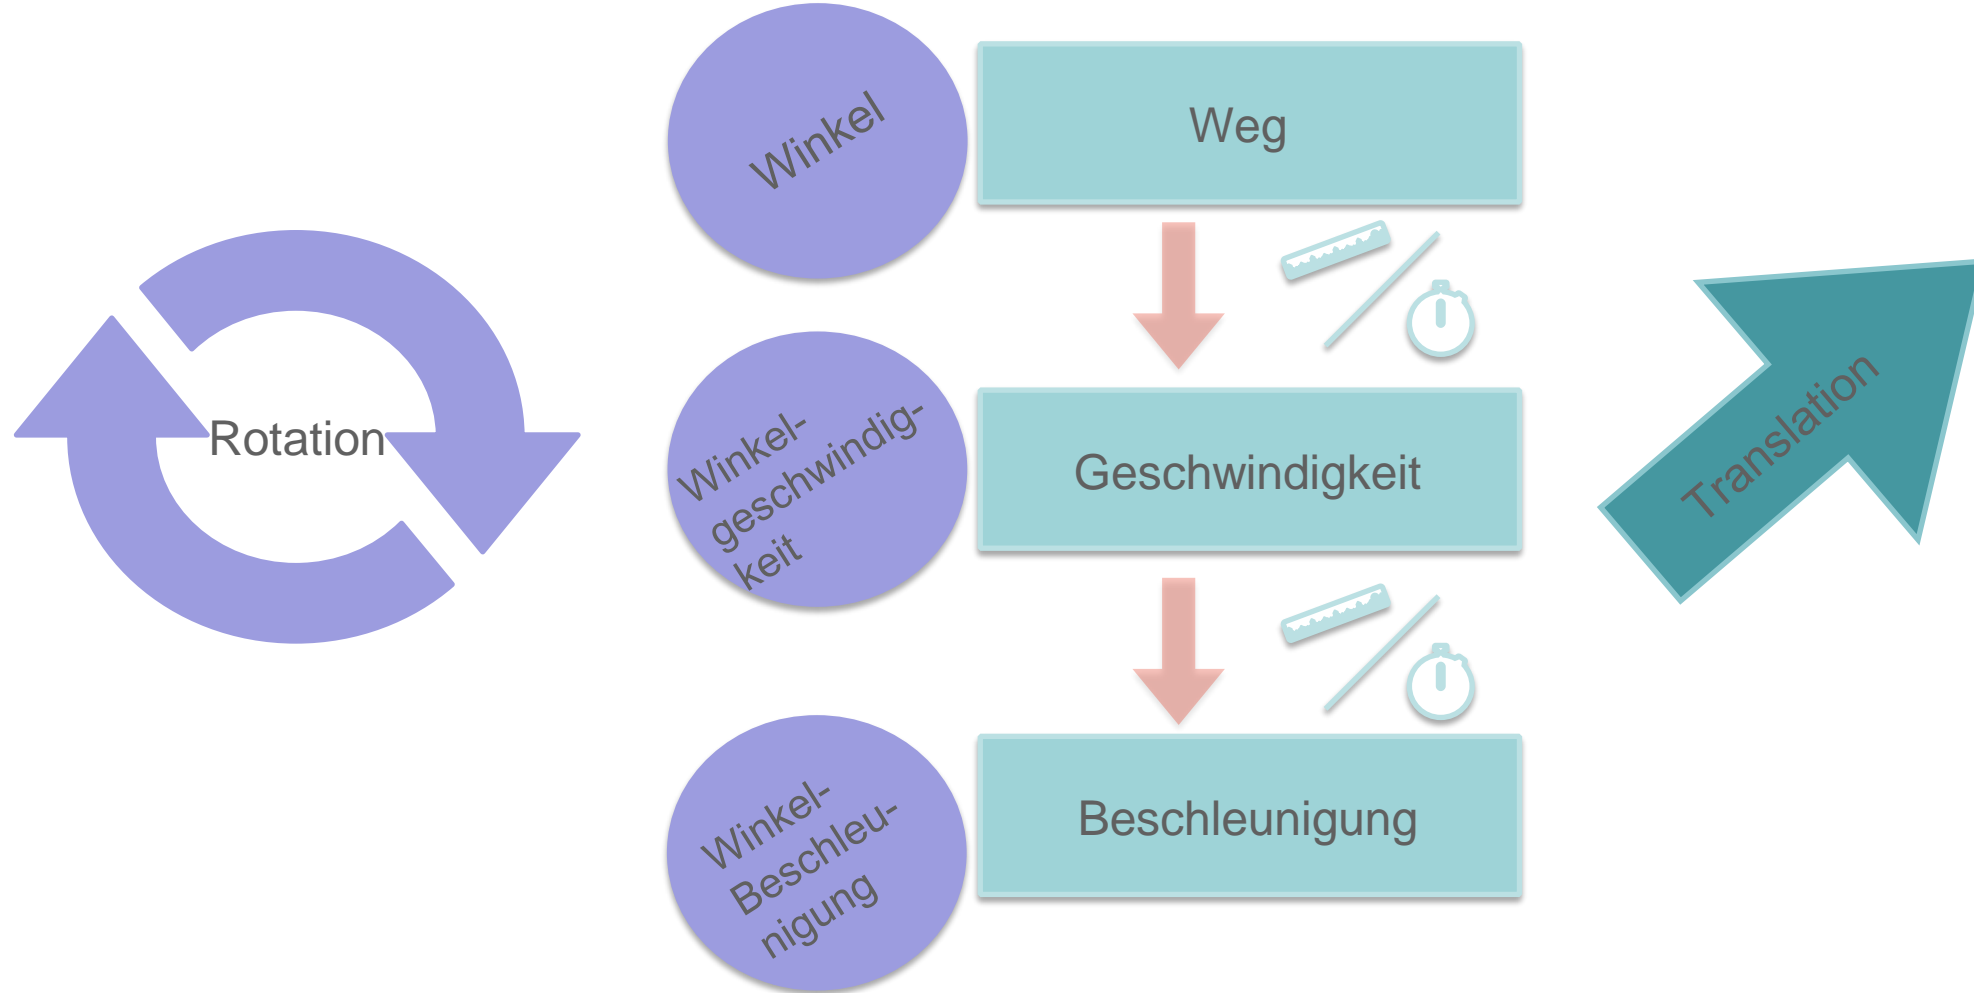 Winkel
Weg
Rotation
Winkel-
geschwindig-
keit
Geschwindigkeit
Translation
Winkel-
Beschleu-
nigung
Beschleunigung